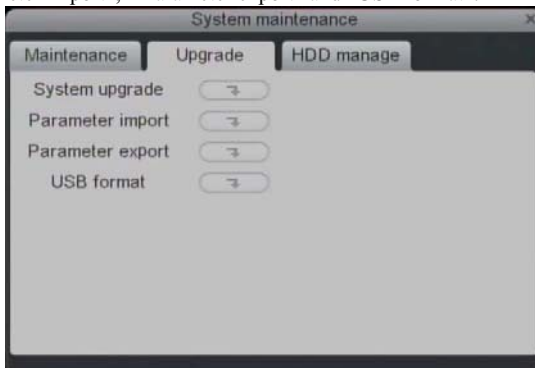 System maintenance ×
Maintenance Upgrade HDD manage
System upgrade
Parameter import
Parameter export
USB format